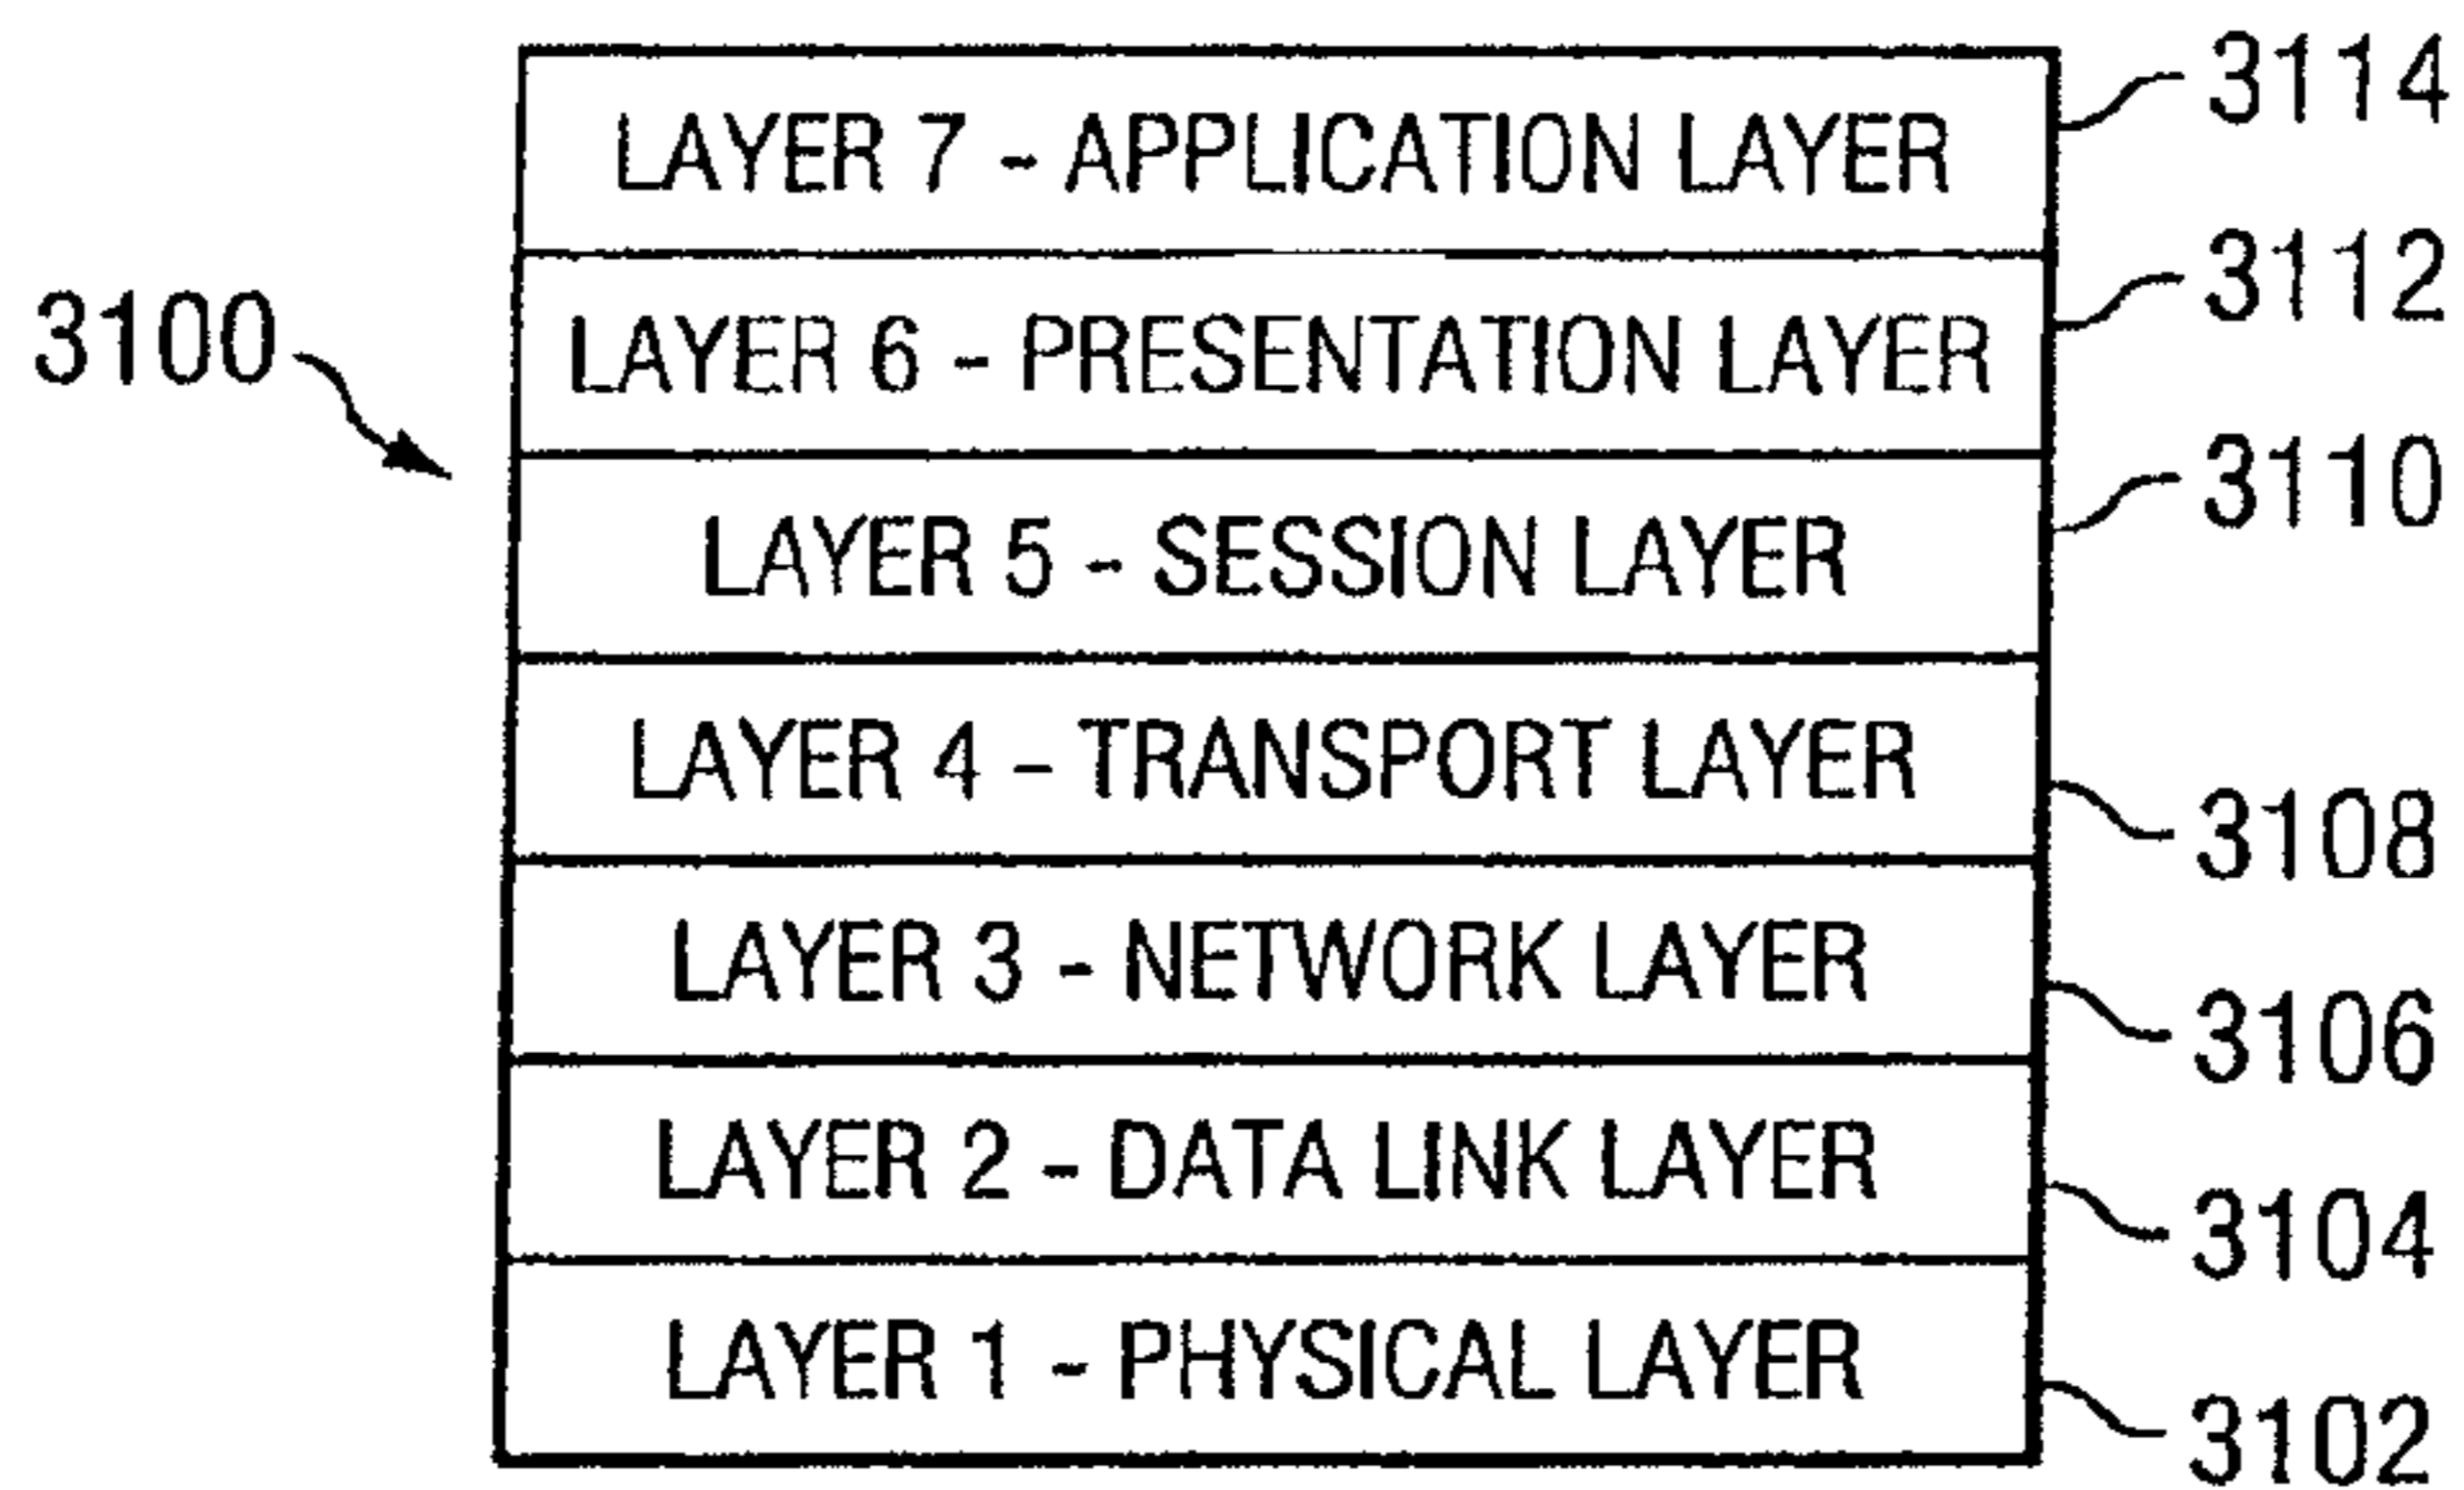 3114
LAYER 7 - APPLICATION LAYER
3112
LAYER 6 - PRESENTATION LAYER
3100
3110
LAYER 5 - SESSION LAYER
LAYER 4 - TRANSPORT LAYER
3108
LAYER 3 - NETWORK LAYER
3106
LAYER 2 - DATA LINK LAYER
3104
LAYER 1 - PHYSICAL LAYER
3102